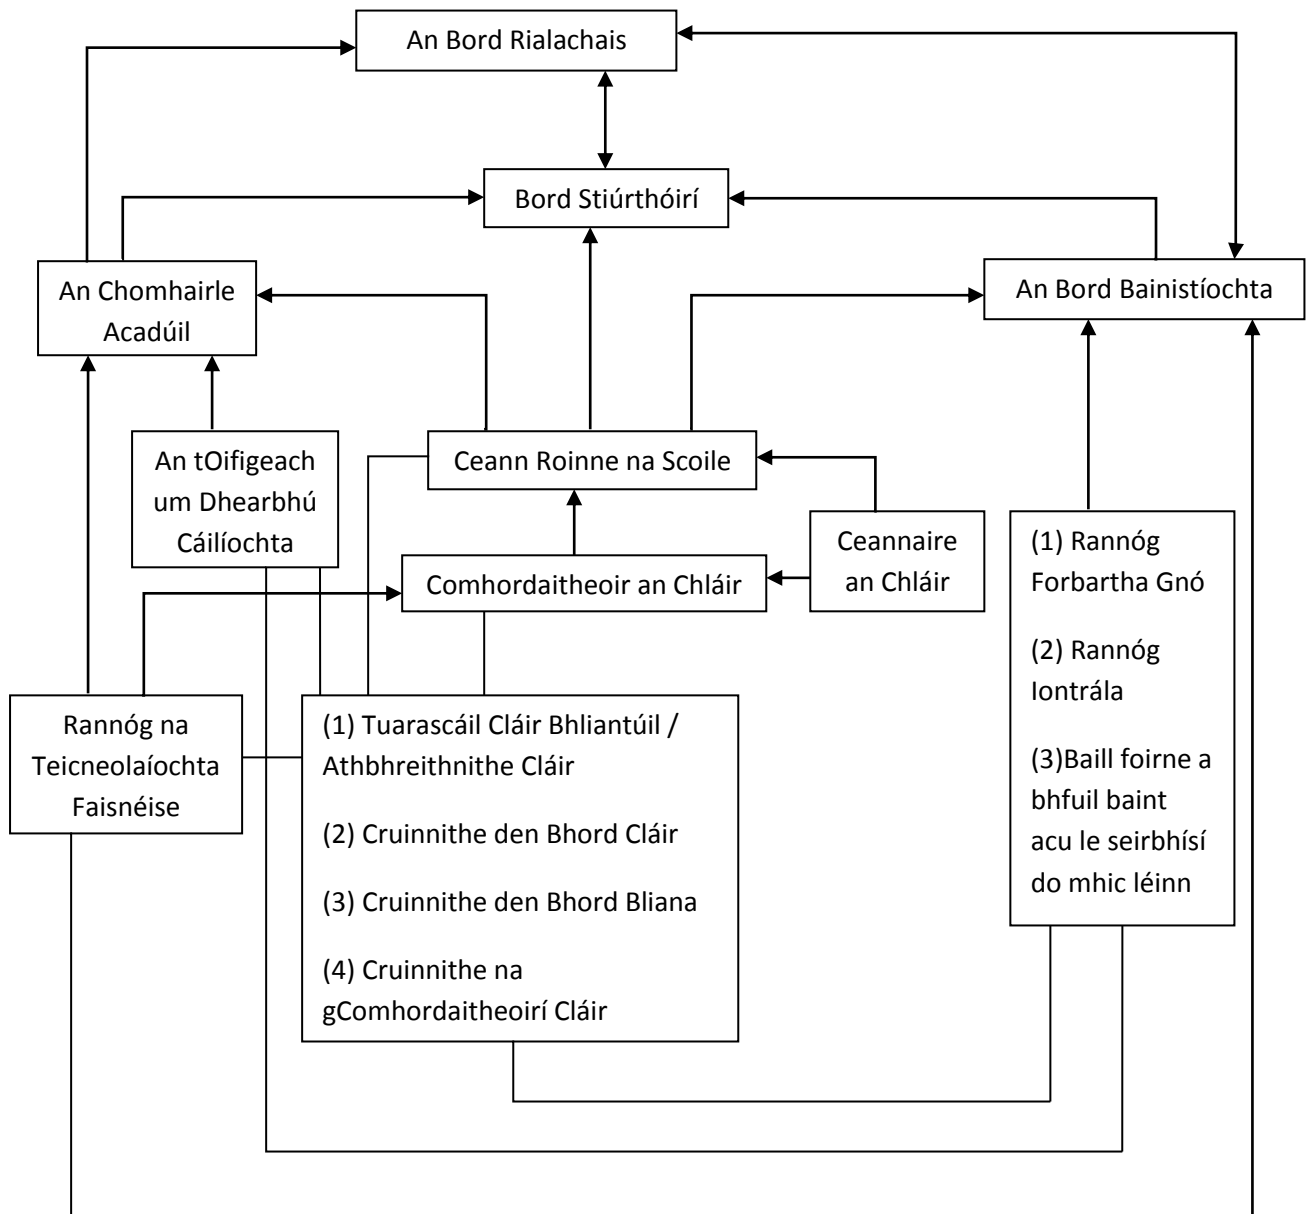 An Bord Rialachais
Bord Stiúrthóirí
An Chomhairle
Acadúil
An Bord Bainistíochta
An tOifigeach
um Dhearbhú
Cáilíochta
Ceann Roinne na Scoile
Ceannaire
an Chláir
Comhordaitheoir an Chláir
(1) Rannóg
Forbartha Gnó
(2) Rannóg
Iontrála
(3)Baill foirne a
bhfuil baint
acu le seirbhísí
do mhic léinn
Rannóg na
Teicneolaíochta
Faisnéise
(1) Tuarascáil Cláir Bhliantúil /
Athbhreithnithe Cláir
(2) Cruinnithe den Bhord Cláir
(3) Cruinnithe den Bhord Bliana
(4) Cruinnithe na
gComhordaitheoirí Cláir